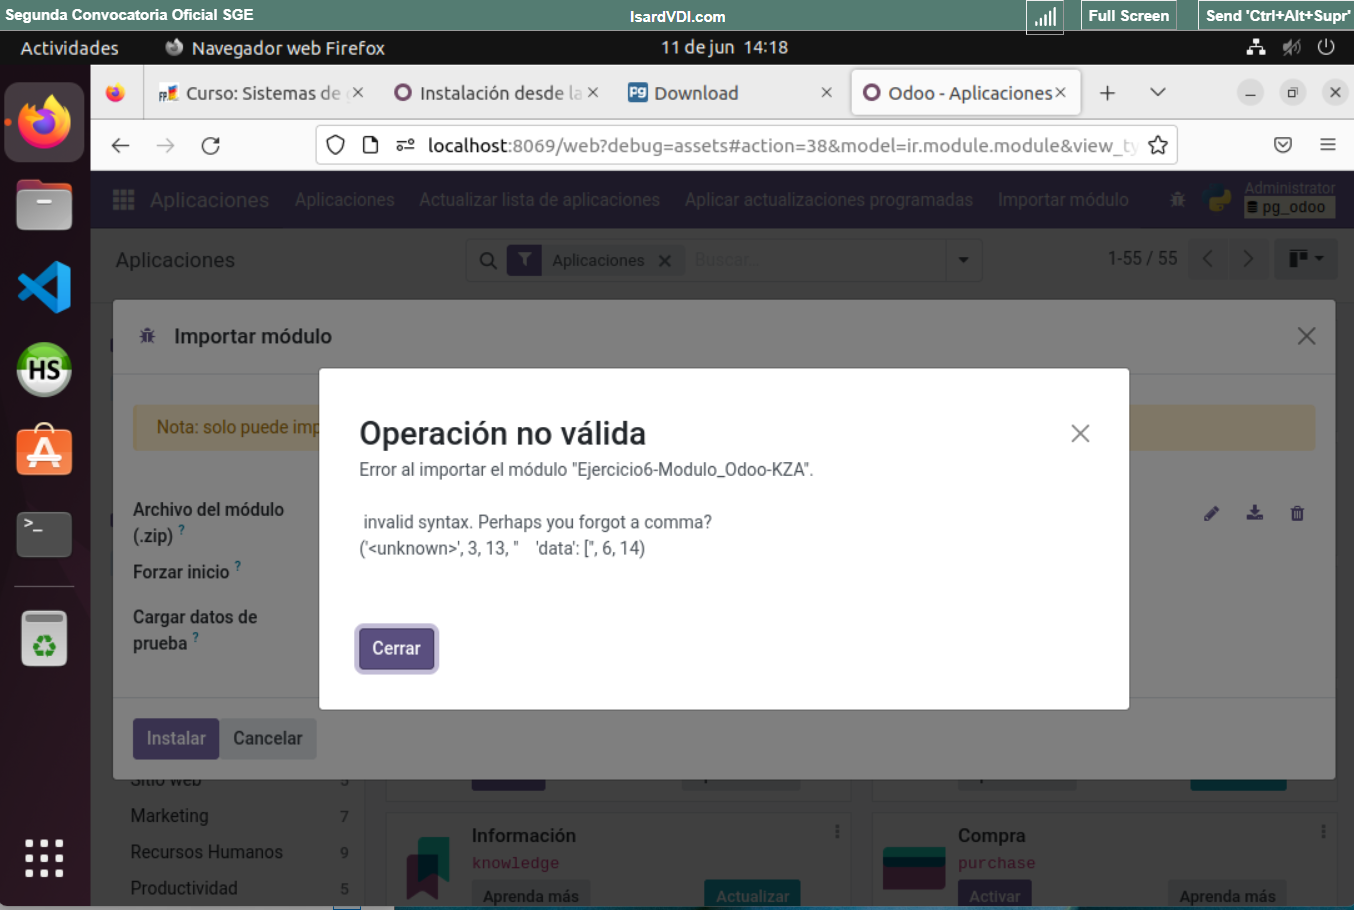 Segunda Convocatoria Oficial SGE
IsardVDI.com
Full Screen
Send 'Ctrl+Alt+Supr'
Actividades
Navegador web Firefox
11 de jun 14:18
Curso: Sistemas de
Instalación desde la
Download
Odoo - Aplicaciones
localhost:8069/web?debug=assets#action=38&model=ir.module.module&view_ty
Aplicaciones
Aplicaciones
Actualizar lista de aplicaciones
Aplicar actualizaciones programadas
Importar módulo
Administrator
pg_odoo
Aplicaciones
Aplicaciones
Buscar...
1-55 / 55
Importar módulo
Nota: solo puede imp
Operación no válida
Error al importar el módulo "Ejercicio6-Modulo_Odoo-KZA".
invalid syntax. Perhaps you forgot a comma?
('<unknown>', 3, 13, " 'data': [", 6, 14)
Cerrar
Archivo del módulo
(.zip) ?
Forzar inicio ?
Cargar datos de
prueba ?
Instalar
Cancelar
Sitio web 5
Marketing 7
Recursos Humanos 9
Productividad 5
Información
knowledge
Aprenda más
Actualizar
Compra
purchase
Activar
Aprenda más
HS